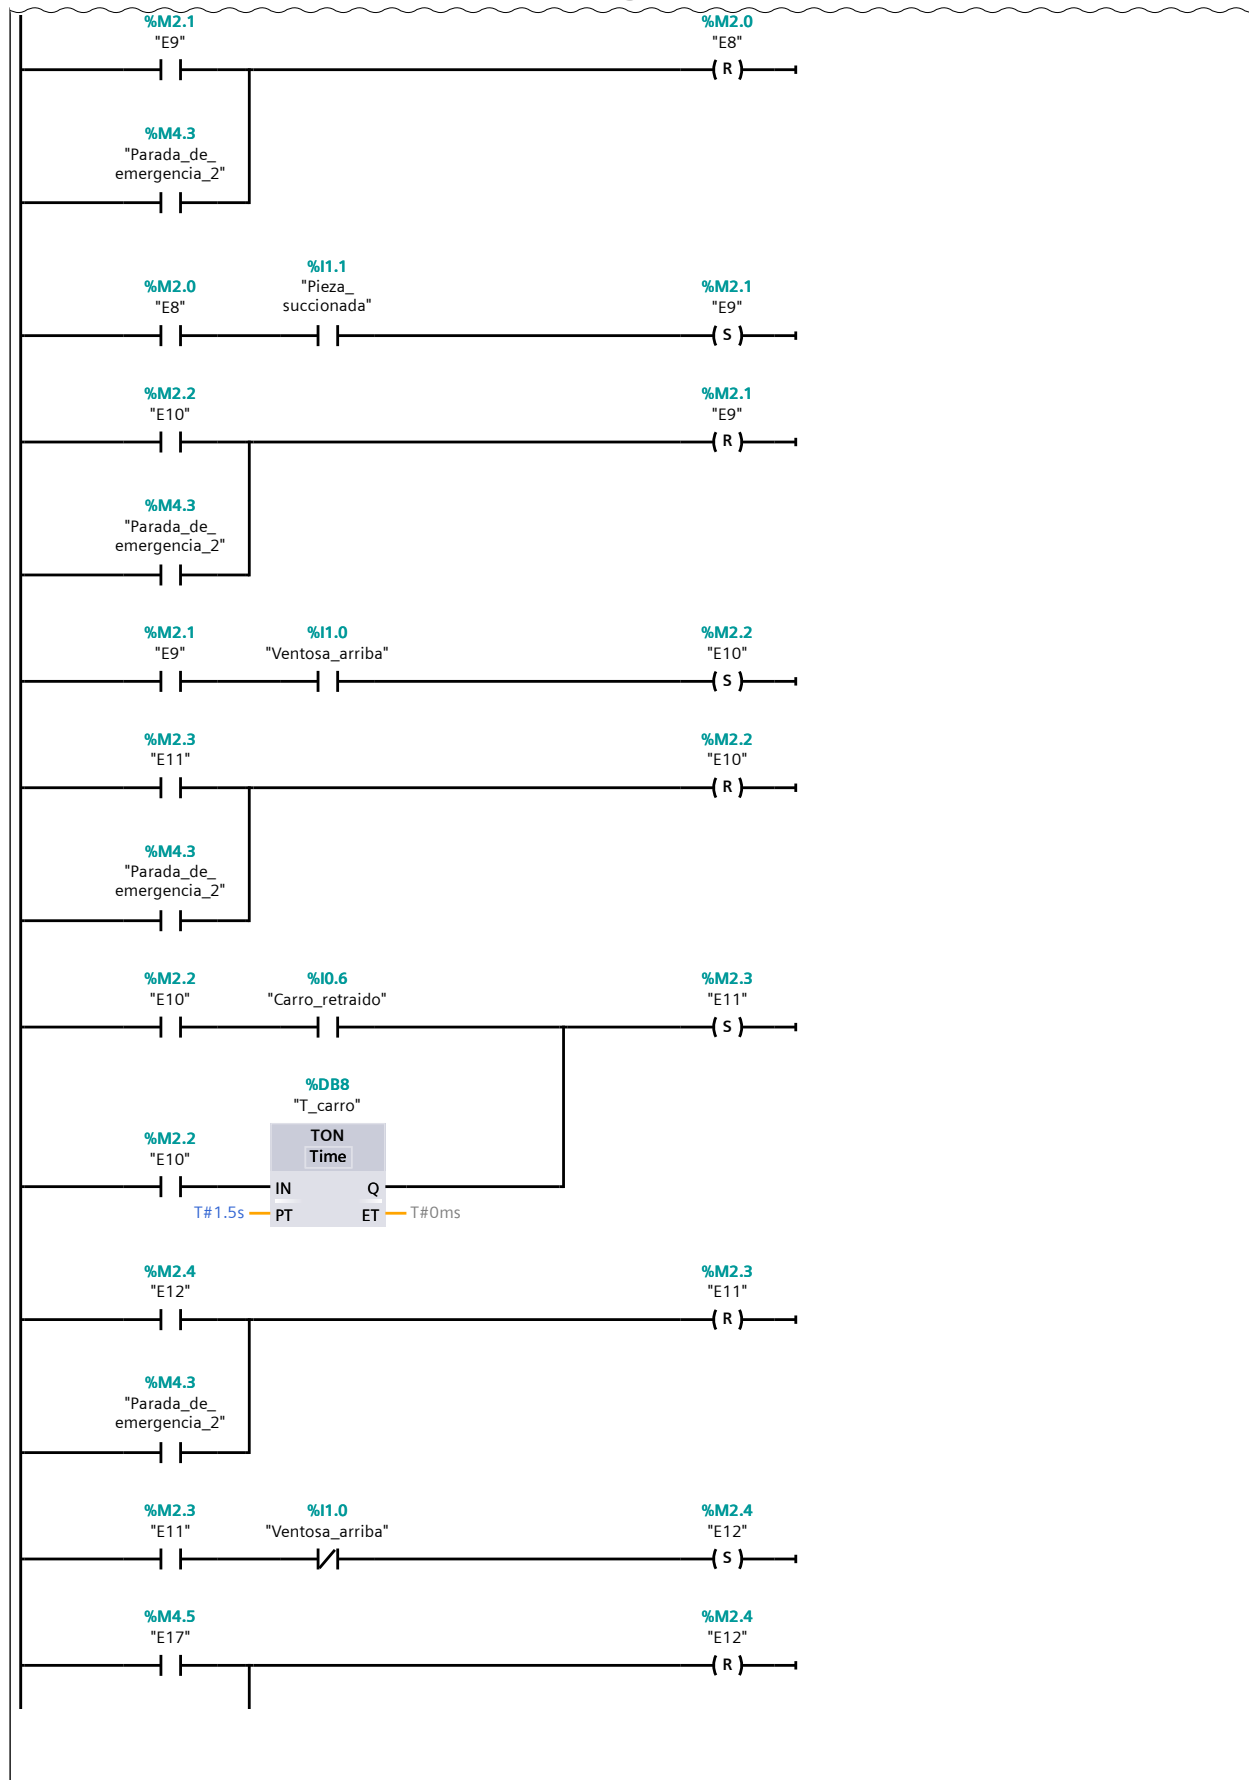 %M2.1 %M2.0
"E9" "E8"
R
%M4.3
"Parada_de_
emergencia_2"
%I1.1
%M2.0 "Pieza_ %M2.1
"E8" succionada" "E9"
S
%M2.2 %M2.1
"E10" "E9"
R
%M4.3
"Parada_de_
emergencia_2"
%M2.1 %I1.0 %M2.2
"E9" "Ventosa_arriba" "E10"
S
%M2.3 %M2.2
"E11" "E10"
R
%M4.3
"Parada_de_
emergencia_2"
%M2.2 %I0.6 %M2.3
"E10" "Carro_retraido" "E11"
S
%DB8
"T_carro"
%M2.2 TON
"E10" Time
IN Q
T#1.5s PT ET T#0ms
%M2.4 %M2.3
"E12" "E11"
R
%M4.3
"Parada_de_
emergencia_2"
%M2.3 %I1.0 %M2.4
"E11" "Ventosa_arriba" "E12"
S
%M4.5 %M2.4
"E17" "E12"
R